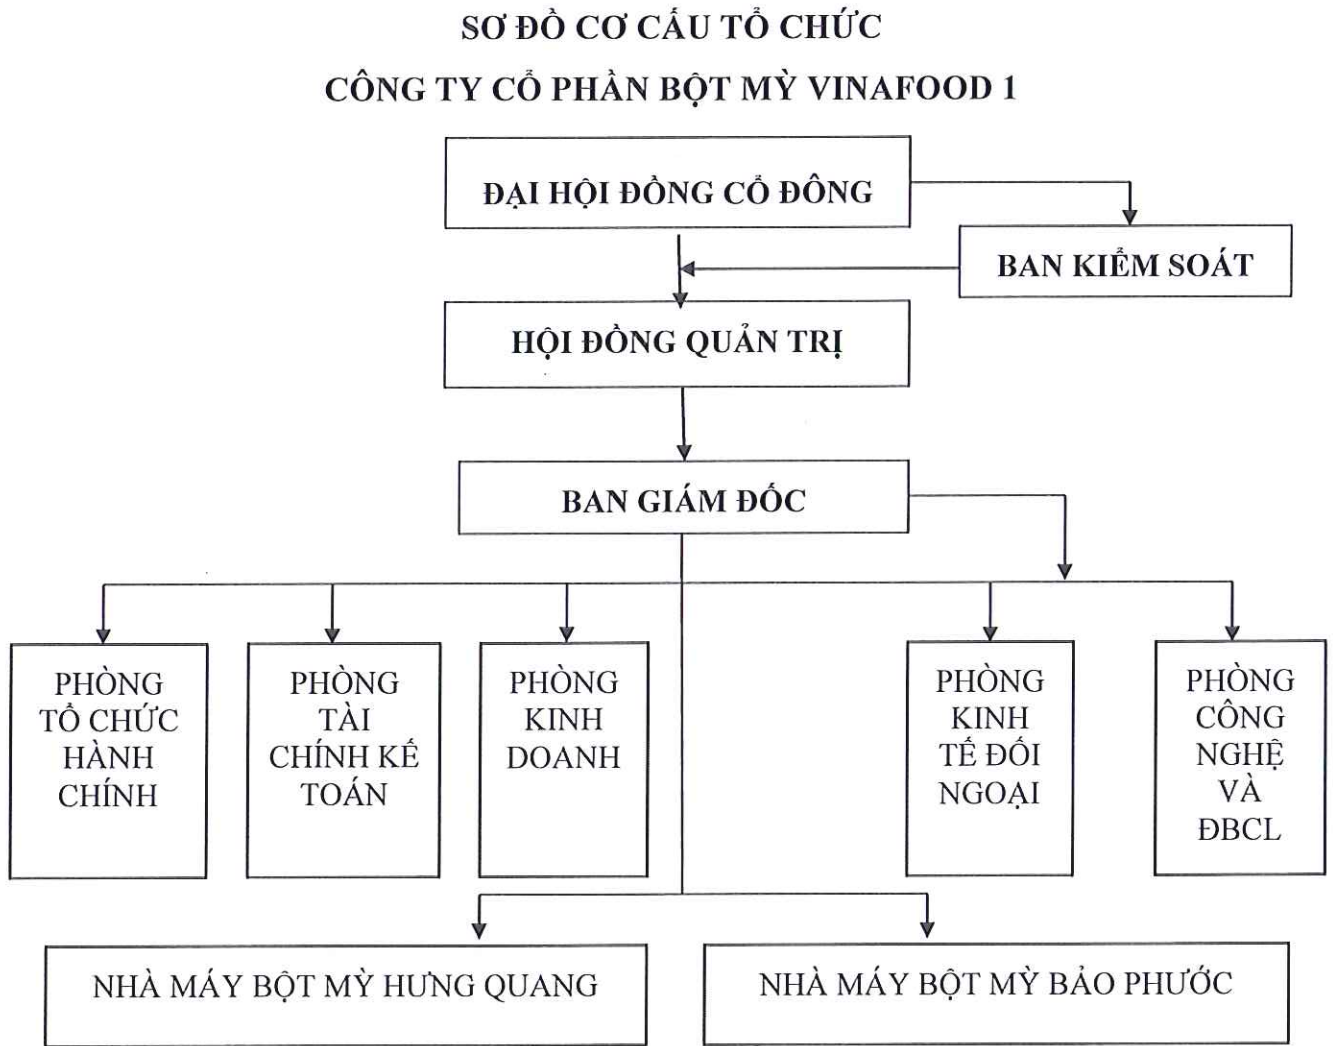 SƠ ĐỒ CƠ CẤU TỔ CHỨC
CÔNG TY CỔ PHẦN BỘT MỲ VINAFOOD 1
ĐẠI HỘI ĐỒNG CỔ ĐÔNG
BAN KIỂM SOÁT
HỘI ĐỒNG QUẢN TRỊ
BAN GIÁM ĐỐC
PHÒNG
TỔ CHỨC
HÀNH
CHÍNH
PHÒNG
TÀI
CHÍNH KẾ
TOÁN
PHÒNG
KINH
DOANH
PHÒNG
KINH
TẾ ĐỐI
NGOẠI
PHÒNG
CÔNG
NGHỆ
VÀ
ĐBCL
NHÀ MÁY BỘT MỲ HƯNG QUANG
NHÀ MÁY BỘT MỲ BẢO PHƯỚC